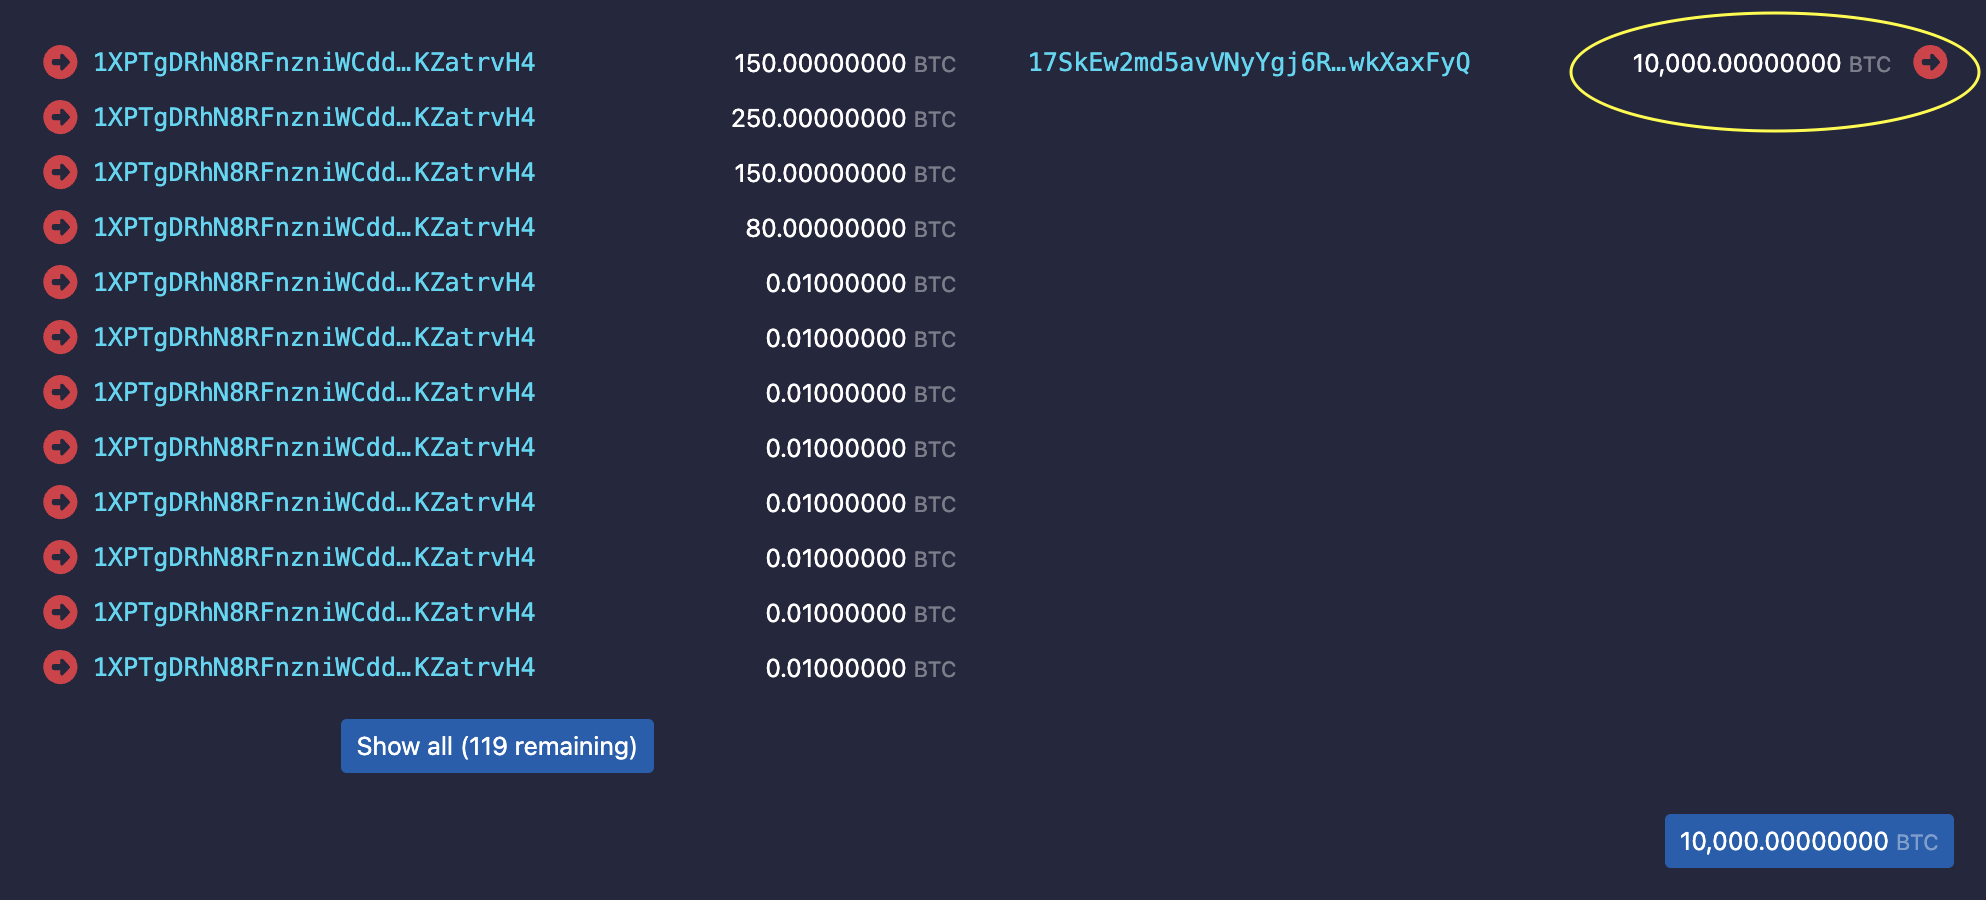 1XPTgDRhN8RFnzniWCdd…KZatrvH4 150.00000000 BTC 17SkEw2md5avVNyYgj6R…wkXaxFyQ 10,000.00000000 BTC
1XPTgDRhN8RFnzniWCdd…KZatrvH4 250.00000000 BTC
1XPTgDRhN8RFnzniWCdd…KZatrvH4 150.00000000 BTC
1XPTgDRhN8RFnzniWCdd…KZatrvH4 80.00000000 BTC
1XPTgDRhN8RFnzniWCdd…KZatrvH4 0.01000000 BTC
1XPTgDRhN8RFnzniWCdd…KZatrvH4 0.01000000 BTC
1XPTgDRhN8RFnzniWCdd…KZatrvH4 0.01000000 BTC
1XPTgDRhN8RFnzniWCdd…KZatrvH4 0.01000000 BTC
1XPTgDRhN8RFnzniWCdd…KZatrvH4 0.01000000 BTC
1XPTgDRhN8RFnzniWCdd…KZatrvH4 0.01000000 BTC
1XPTgDRhN8RFnzniWCdd…KZatrvH4 0.01000000 BTC
1XPTgDRhN8RFnzniWCdd…KZatrvH4 0.01000000 BTC
Show all (119 remaining)
10,000.00000000 BTC